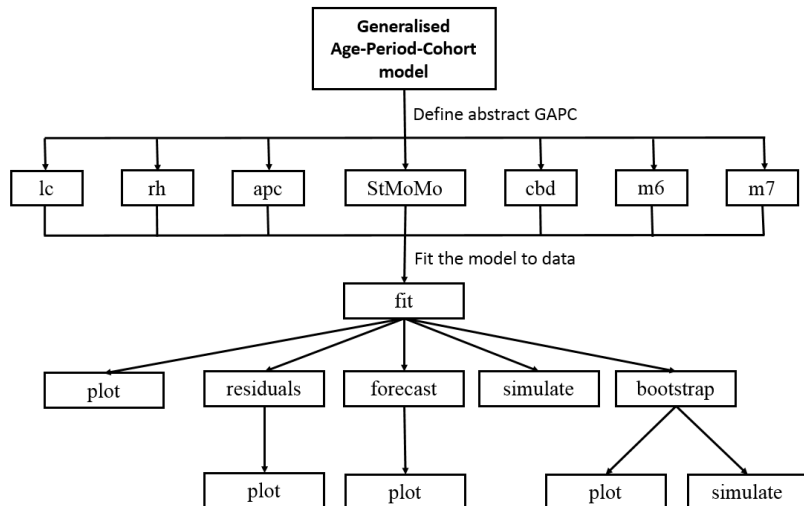 Generalised
Age-Period-Cohort
model
Define abstract GAPC
lc
rh
apc
StMoMo
cbd
m6
m7
Fit the model to data
fit
plot
residuals
forecast
simulate
bootstrap
plot
plot
plot
simulate